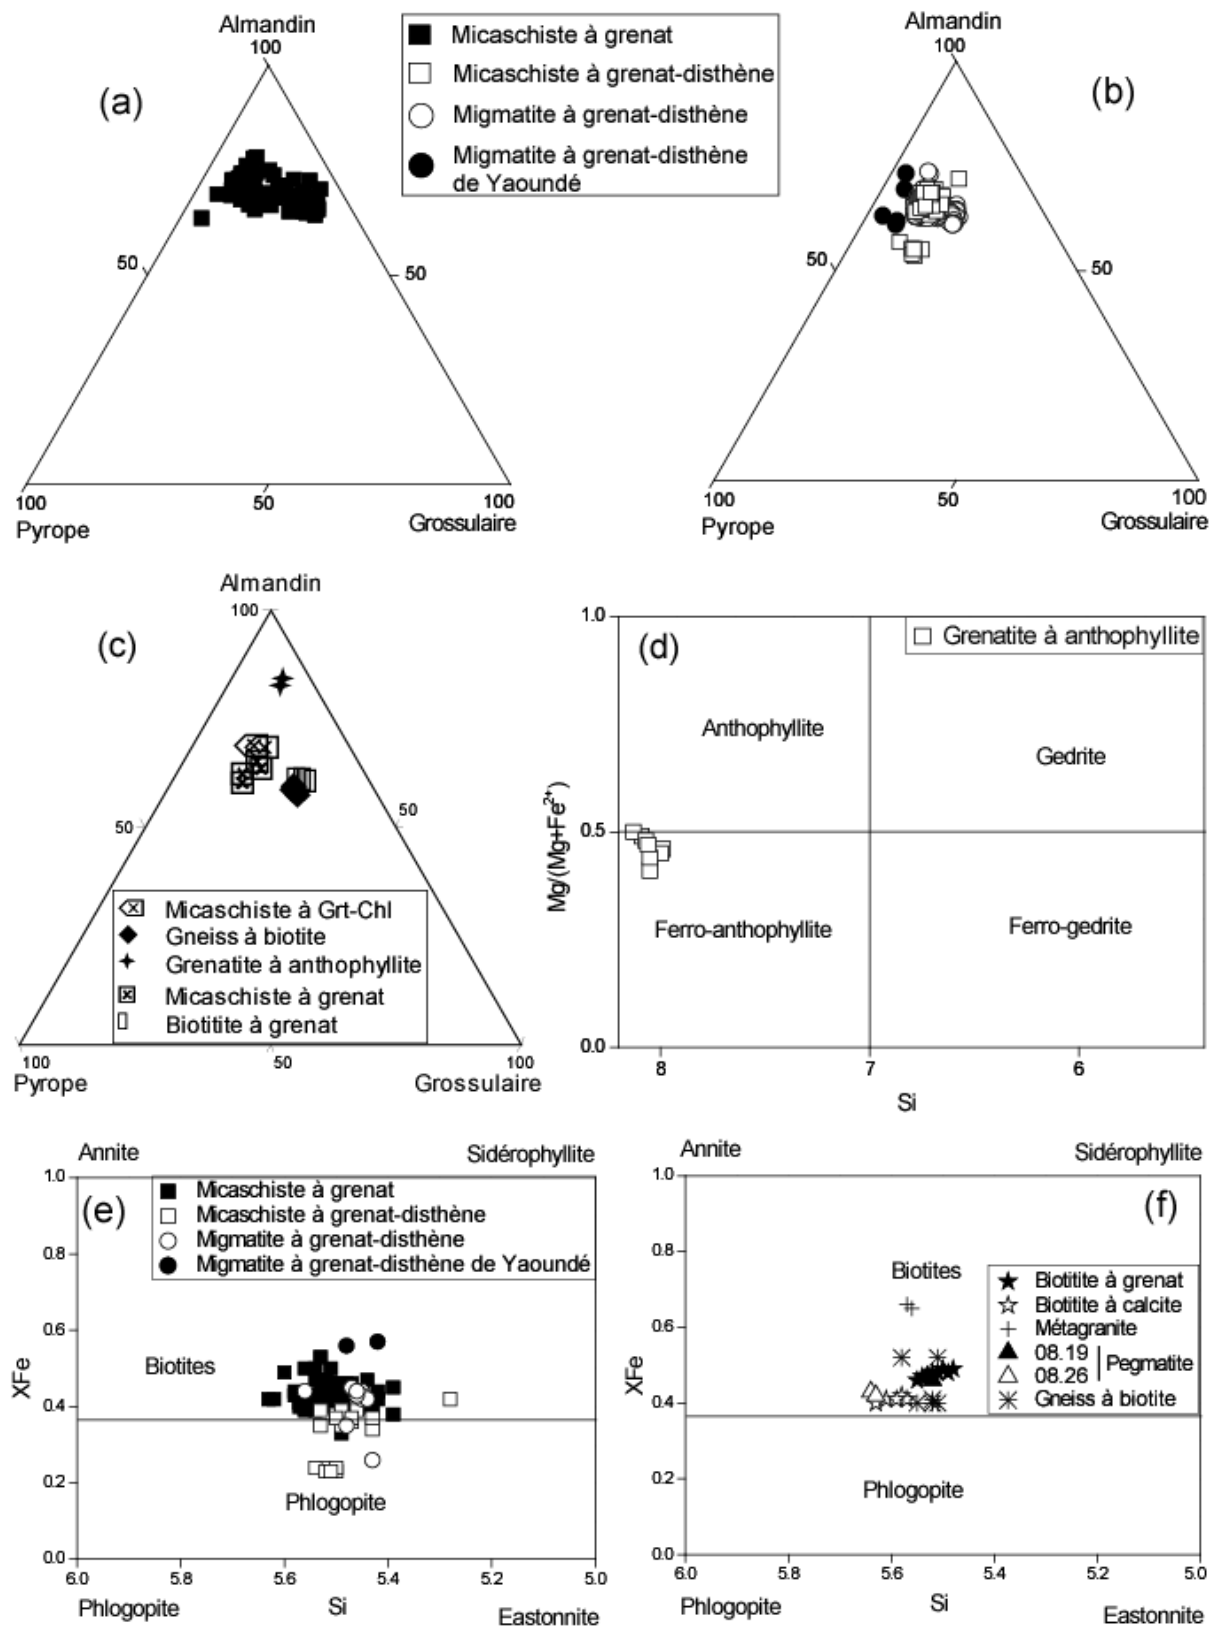 Almandin
100
(a)
50
50
100
50
100
Pyrope
Grossulaire
Micaschiste à grenat
Micaschiste à grenat-disthène
Migmatite à grenat-disthène
Migmatite à grenat-disthène
de Yaoundé
Almandin
100
(b)
50
50
100
50
100
Pyrope
Grossulaire
Almandin
100
(c)
50
50
Micaschiste à Grt-Chl
Gneiss à biotite
Grenatite à anthophyllite
Micaschiste à grenat
Biotitite à grenat
100
50
100
Pyrope
Grossulaire
1.0
(d)
Grenatite à anthophyllite
Anthophyllite
Gedrite
Mg/(Mg+Fe²⁺)
0.5
Ferro-anthophyllite
Ferro-gedrite
0.0
8
7
6
Si
Annite
Sidérophyllite
1.0
(e)
Micaschiste à grenat
Micaschiste à grenat-disthène
Migmatite à grenat-disthène
Migmatite à grenat-disthène de Yaoundé
0.8
0.6
Biotites
XFe
0.4
0.2
Phlogopite
0.0
6.0
5.8
5.6
5.4
5.2
5.0
Phlogopite
Si
Eastonnite
Annite
Sidérophyllite
1.0
(f)
0.8
Biotites
Biotitite à grenat
Biotitite à calcite
Métagranite
08.19
08.26
Pegmatite
Gneiss à biotite
0.6
XFe
0.4
0.2
Phlogopite
0.0
6.0
5.8
5.6
5.4
5.2
5.0
Phlogopite
Si
Eastonnite